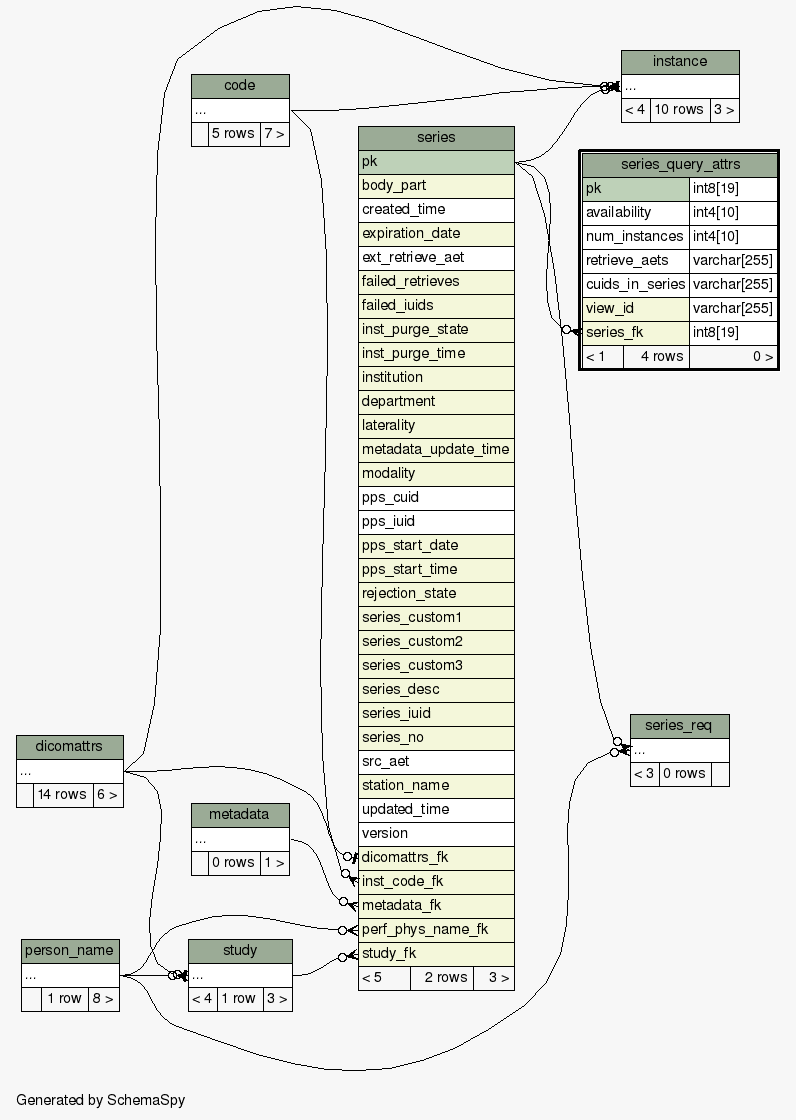 instance
...
< 4 10 rows 3 >
code
...
5 rows 7 >
series
pk
body_part
created_time
expiration_date
ext_retrieve_aet
failed_retrieves
failed_iuids
inst_purge_state
inst_purge_time
institution
department
laterality
metadata_update_time
modality
pps_cuid
pps_iuid
pps_start_date
pps_start_time
rejection_state
series_custom1
series_custom2
series_custom3
series_desc
series_iuid
series_no
src_aet
station_name
updated_time
version
dicomattrs_fk
inst_code_fk
metadata_fk
perf_phys_name_fk
study_fk
< 5 2 rows 3 >
series_query_attrs
pk int8[19]
availability int4[10]
num_instances int4[10]
retrieve_aets varchar[255]
cuids_in_series varchar[255]
view_id varchar[255]
series_fk int8[19]
< 1 4 rows 0 >
series_req
...
< 3 0 rows
dicomattrs
...
14 rows 6 >
metadata
...
0 rows 1 >
person_name
...
1 row 8 >
study
...
< 4 1 row 3 >
Generated by SchemaSpy